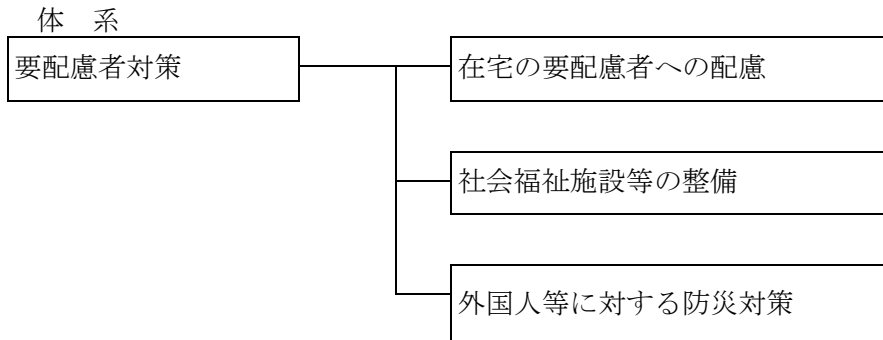 体　系
要配慮者対策
在宅の要配慮者への配慮
社会福祉施設等の整備
外国人等に対する防災対策